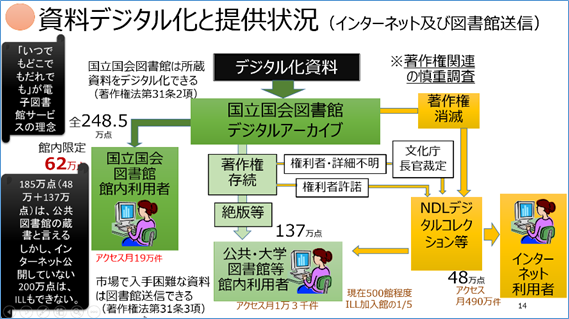 資料デジタル化と提供状況（インターネット及び図書館送信）
「いつで
もどこで
もだれで
も」が電
子図書
館サービ
スの理念
国立国会図書館は所蔵
資料をデジタル化できる
（著作権法第31条2項）
デジタル化資料
※著作権関連
の慎重調査
全248.5
万点
国立国会図書館
デジタルアーカイブ
著作権
消滅
館内限定
62万点
国立国会
図書館
館内利用者
アクセス月19万件
著作権
存続
権利者・詳細不明
文化庁
長官裁定
権利者許諾
絶版等
185万点（48
万＋137万
点）は、公共
図書館の蔵
書と言える
しかし、イン
ターネット公
開していない
200万点は、
ILLもできない。
137万点
公共・大学
図書館等
館内利用者
アクセス月1万3千件
NDLデジ
タルコレ
クション等
48万点
アクセス
月490万件
インター
ネット
利用者
市場で入手困難な資料
は図書館送信できる
（著作権法第31条3項）
現在500館程度
ILL加入館の1/5
14